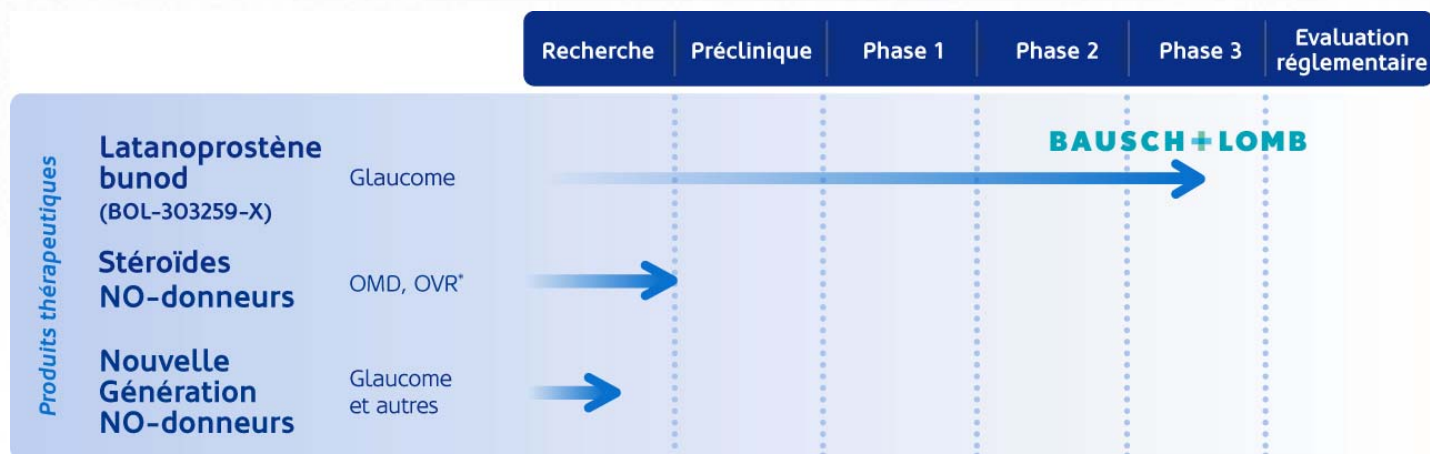 Recherche
Préclinique
Phase 1
Phase 2
Phase 3
Evaluation
réglementaire
Produits thérapeutiques
Latanoprostène
bunod
(BOL-303259-X)
Glaucome
BAUSCH+LOMB
Stéroïdes
NO-donneurs
OMD, OVR*
Nouvelle
Génération
NO-donneurs
Glaucome
et autres